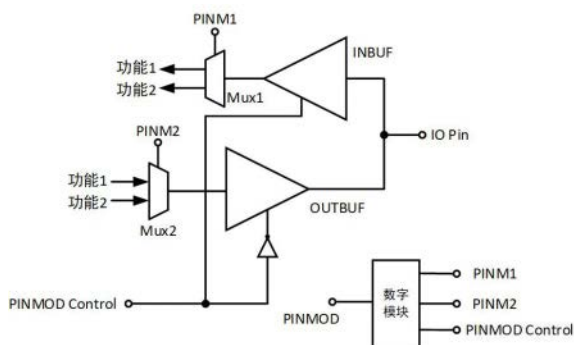 PINM1
INBUF
功能1
功能2
Mux1
IO Pin
PINM2
功能1
功能2
OUTBUF
Mux2
PINMOD Control
PINMOD
数字
模块
PINM1
PINM2
PINMOD Control